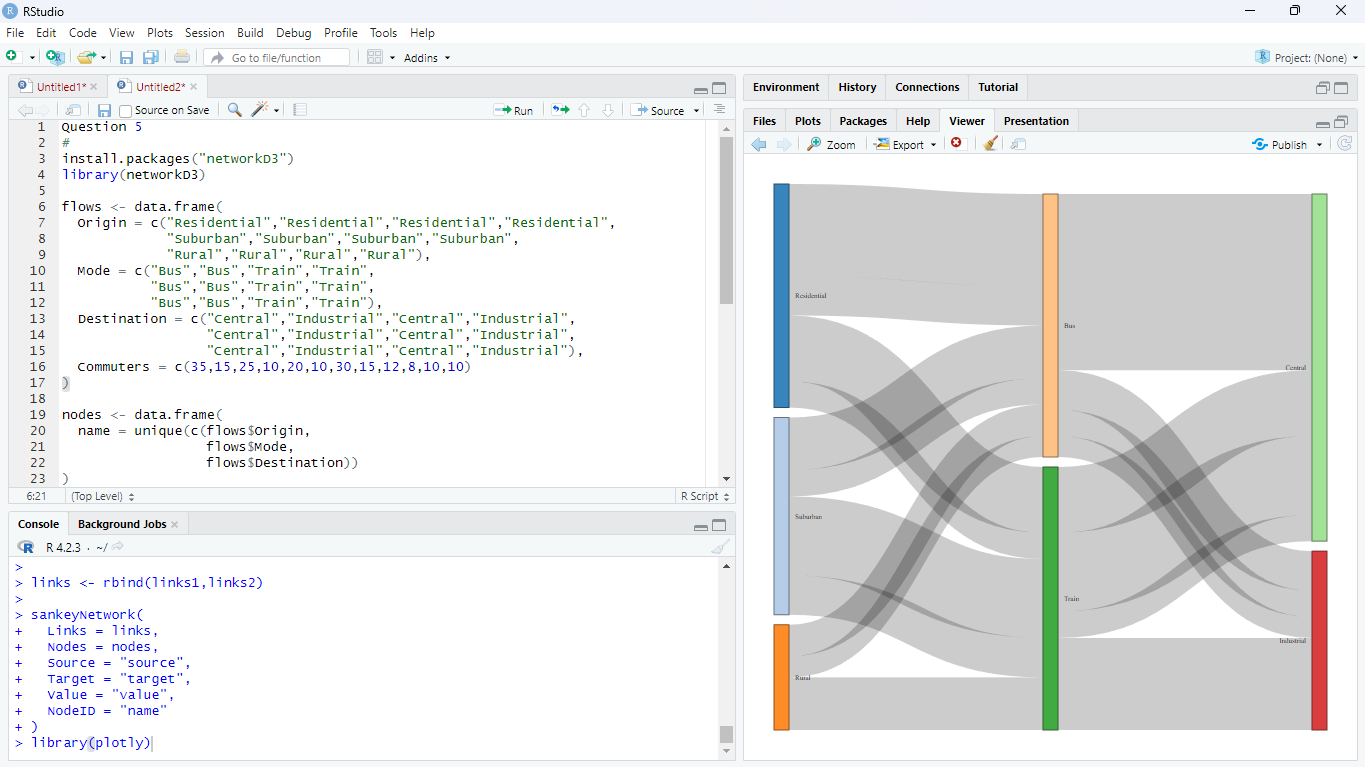 RStudio
File Edit Code View Plots Session Build Debug Profile Tools Help
Go to file/function Addins Project: (None)
Untitled1* Untitled2*
Source on Save Run Source
1 Question 5
2 #
3 install.packages("networkD3")
4 library(networkD3)
5
6 flows <- data.frame(
7 Origin = c("Residential","Residential","Residential","Residential",
8 "Suburban","Suburban","Suburban","Suburban",
9 "Rural","Rural","Rural","Rural"),
10 Mode = c("Bus","Bus","Train","Train",
11 "Bus","Bus","Train","Train",
12 "Bus","Bus","Train","Train"),
13 Destination = c("Central","Industrial","Central","Industrial",
14 "Central","Industrial","Central","Industrial",
15 "Central","Industrial","Central","Industrial"),
16 Commuters = c(35,15,25,10,20,10,30,15,12,8,10,10)
17 )
18
19 nodes <- data.frame(
20 name = unique(c(flows$Origin,
21 flows$Mode,
22 flows$Destination))
23 )
6:21 (Top Level) R Script
Console Background Jobs
R 4.2.3 · ~/
>
> links <- rbind(links1,links2)
>
> sankeyNetwork(
+ Links = links,
+ Nodes = nodes,
+ Source = "source",
+ Target = "target",
+ Value = "value",
+ NodeID = "name"
+ )
> library(plotly)
Environment History Connections Tutorial
Files Plots Packages Help Viewer Presentation
Zoom Export Publish
Residential
Bus
Central
Suburban
Train
Industrial
Rural